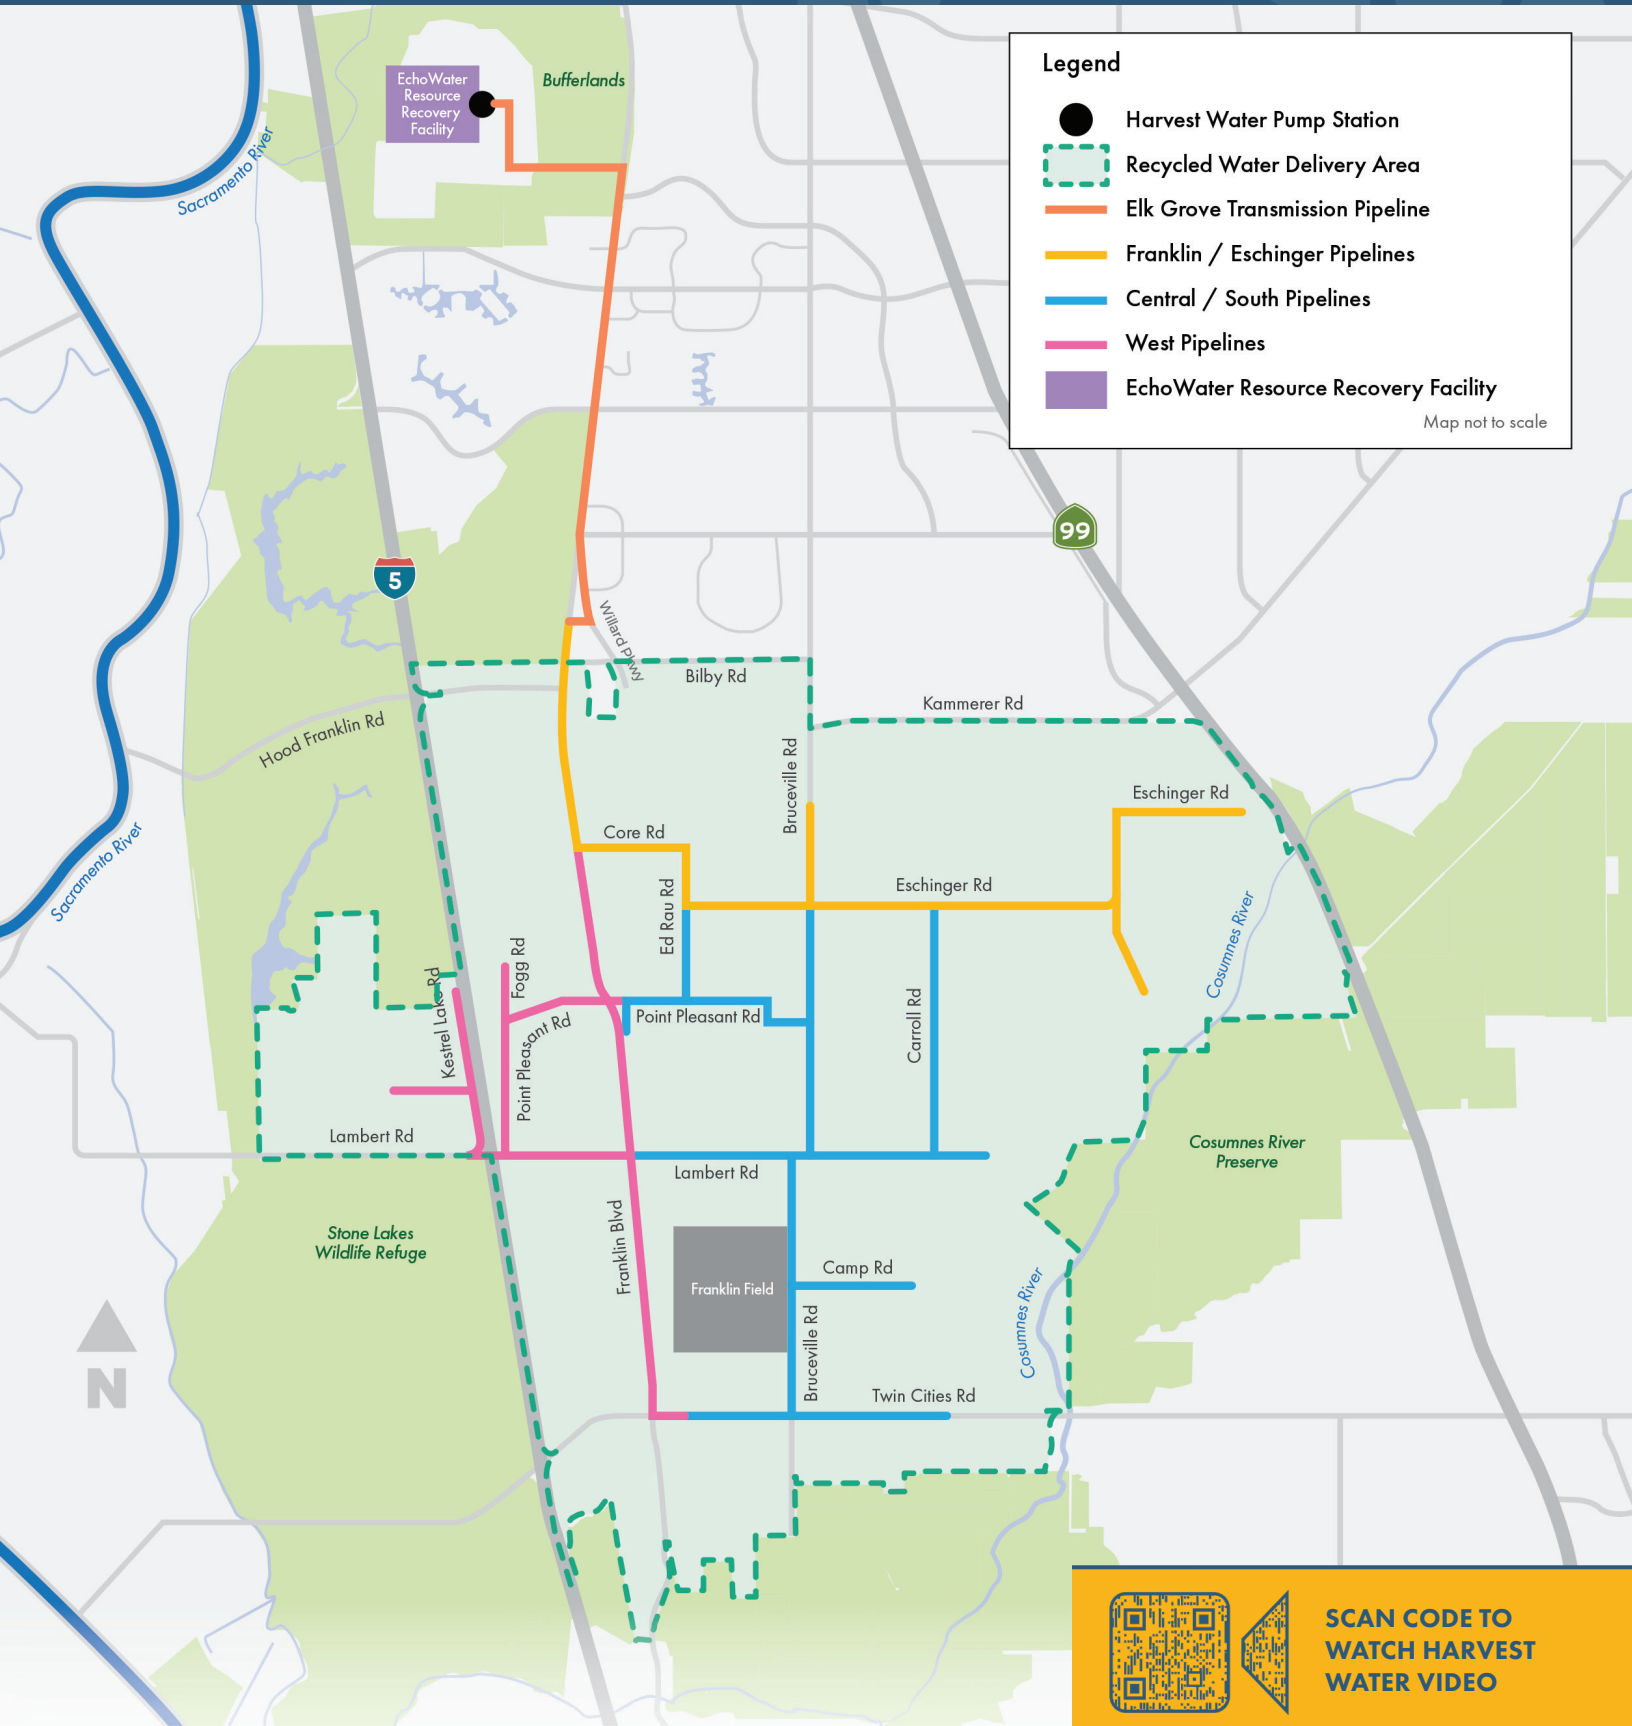 EchoWater
Resource
Recovery
Facility
Bufferlands
Sacramento River
Legend
Harvest Water Pump Station
Recycled Water Delivery Area
Elk Grove Transmission Pipeline
Franklin / Eschinger Pipelines
Central / South Pipelines
West Pipelines
EchoWater Resource Recovery Facility
Map not to scale
99
5
Willard Pkwy
Bilby Rd
Kammerer Rd
Hood Franklin Rd
Bruceville Rd
Eschinger Rd
Core Rd
Sacramento River
Eschinger Rd
Ed Rau Rd
Cosumnes River
Fogg Rd
Kestrel Lake Rd
Point Pleasant Rd
Point Pleasant Rd
Carroll Rd
Lambert Rd
Cosumnes River
Preserve
Lambert Rd
Stone Lakes
Wildlife Refuge
Franklin Blvd
Franklin Field
Camp Rd
Cosumnes River
Bruceville Rd
N
Twin Cities Rd
SCAN CODE TO
WATCH HARVEST
WATER VIDEO